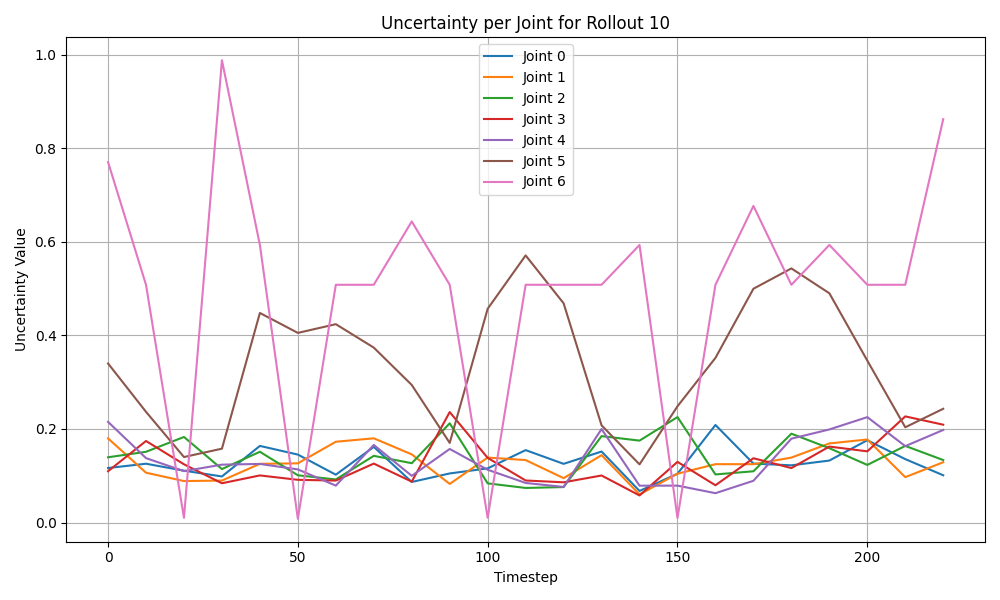 Uncertainty per Joint for Rollout 10
Uncertainty Value
1.0
0.8
0.6
0.4
0.2
0.0
Joint 0
Joint 1
Joint 2
Joint 3
Joint 4
Joint 5
Joint 6
0 50 100 150 200
Timestep